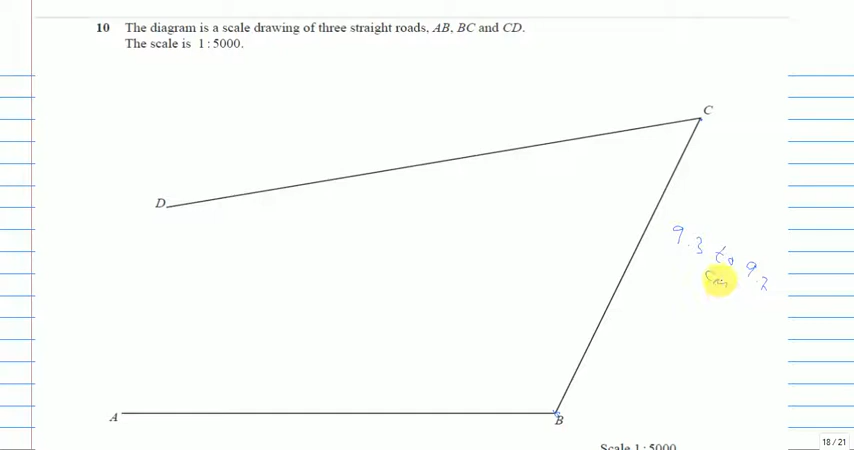 10 The diagram is a scale drawing of three straight roads, AB, BC and CD.
The scale is 1 : 5000.
C
D
9.3 to 9.7
cm
A
B
Scale 1 : 5000
18 / 21